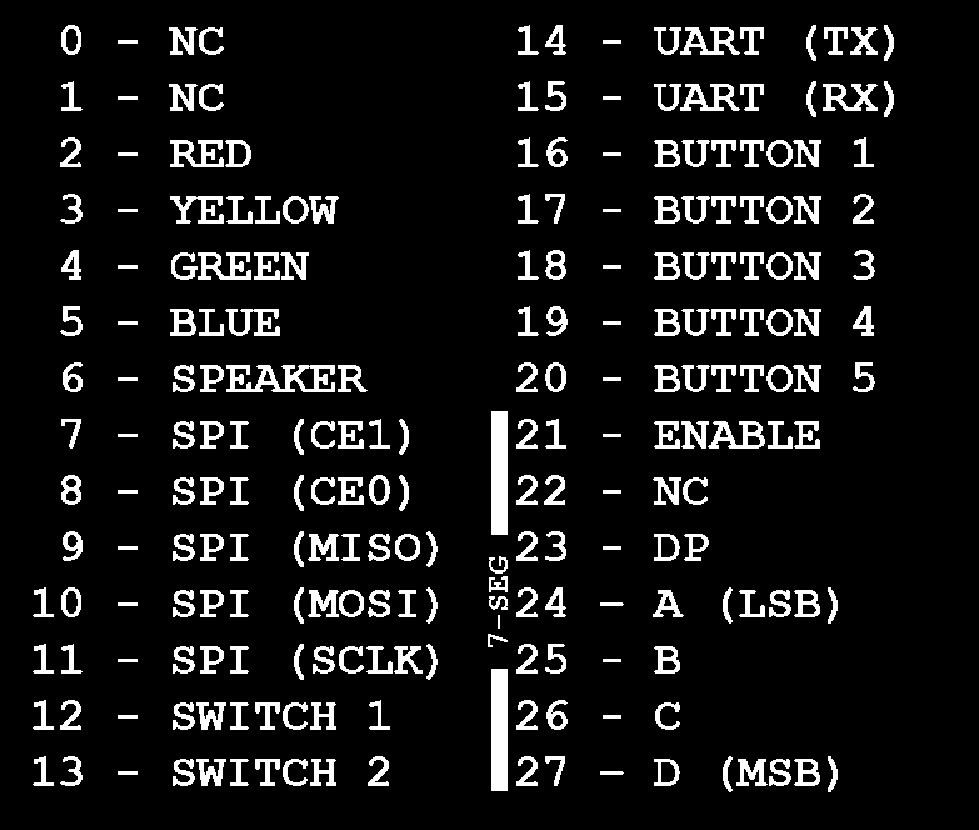 0 - NC
1 - NC
2 - RED
3 - YELLOW
4 - GREEN
5 - BLUE
6 - SPEAKER
7 - SPI (CE1)
8 - SPI (CE0)
9 - SPI (MISO)
10 - SPI (MOSI)
11 - SPI (SCLK)
12 - SWITCH 1
13 - SWITCH 2
14 - UART (TX)
15 - UART (RX)
16 - BUTTON 1
17 - BUTTON 2
18 - BUTTON 3
19 - BUTTON 4
20 - BUTTON 5
7-SEG
21 - ENABLE
22 - NC
23 - DP
24 - A (LSB)
25 - B
26 - C
27 - D (MSB)